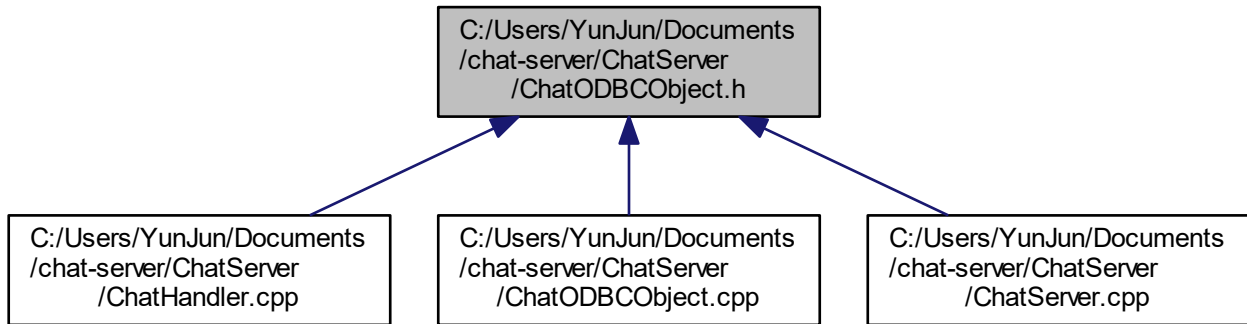 C:/Users/YunJun/Documents
/chat-server/ChatServer
/ChatODBCObject.h
C:/Users/YunJun/Documents
/chat-server/ChatServer
/ChatHandler.cpp
C:/Users/YunJun/Documents
/chat-server/ChatServer
/ChatODBCObject.cpp
C:/Users/YunJun/Documents
/chat-server/ChatServer
/ChatServer.cpp